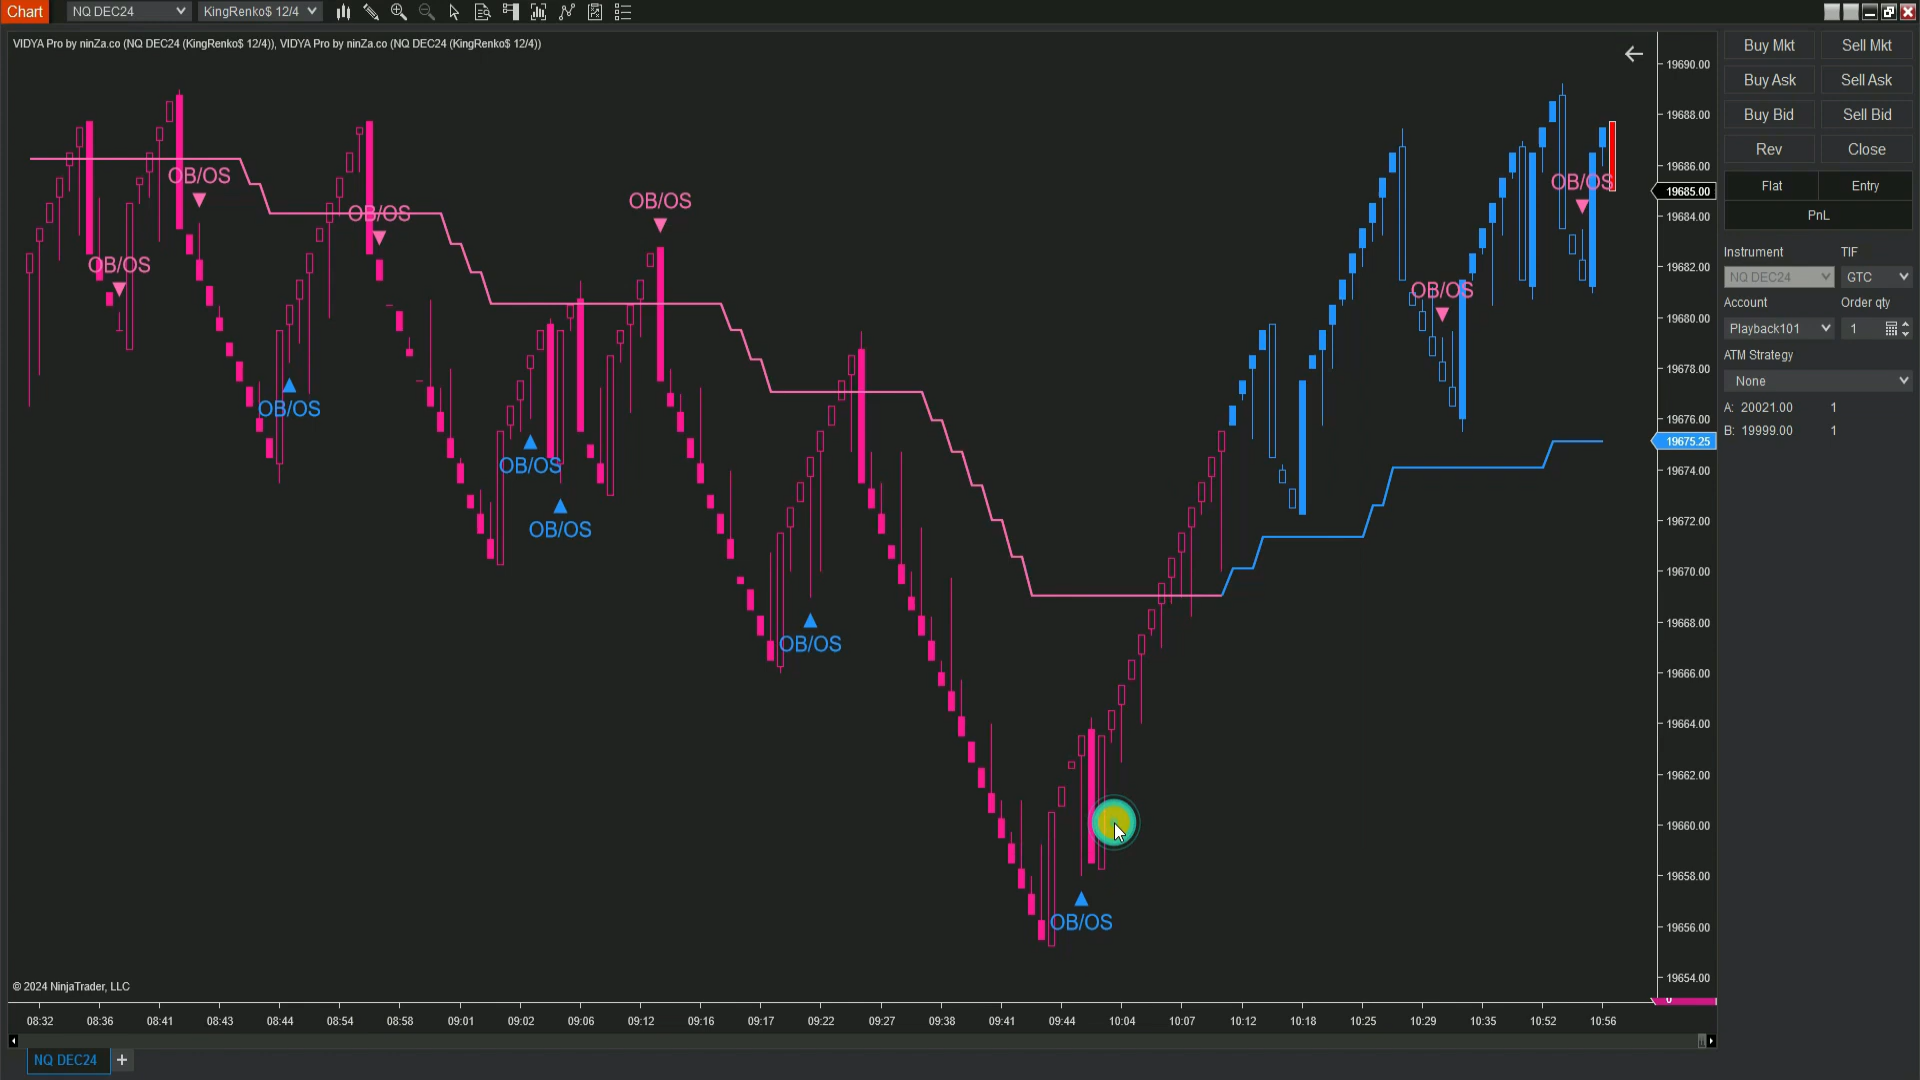 Chart NQ DEC24 KingRenko$ 12/4
VIDYA Pro by ninZa.co (NQ DEC24 (KingRenko$ 12/4)), VIDYA Pro by ninZa.co (NQ DEC24 (KingRenko$ 12/4))
OB/OS
OB/OS
OB/OS
OB/OS
OB/OS
OB/OS
OB/OS
OB/OS
OB/OS
OB/OS
OB/OS
OB/OS
19690.00
19688.00
19686.00
19685.00
19684.00
19682.00
19680.00
19678.00
19676.00
19675.25
19674.00
19672.00
19670.00
19668.00
19666.00
19664.00
19662.00
19660.00
19658.00
19656.00
19654.00
0
Buy Mkt Sell Mkt
Buy Ask Sell Ask
Buy Bid Sell Bid
Rev Close
Flat Entry
PnL
Instrument TIF
NQ DEC24 GTC
Account Order qty
Playback101 1
ATM Strategy
None
A: 20021.00 1
B: 19999.00 1
© 2024 NinjaTrader, LLC
08:32 08:36 08:41 08:43 08:44 08:54 08:58 09:01 09:02 09:06 09:12 09:16 09:17 09:22 09:27 09:38 09:41 09:44 10:04 10:07 10:12 10:18 10:25 10:29 10:35 10:52 10:56
NQ DEC24 +